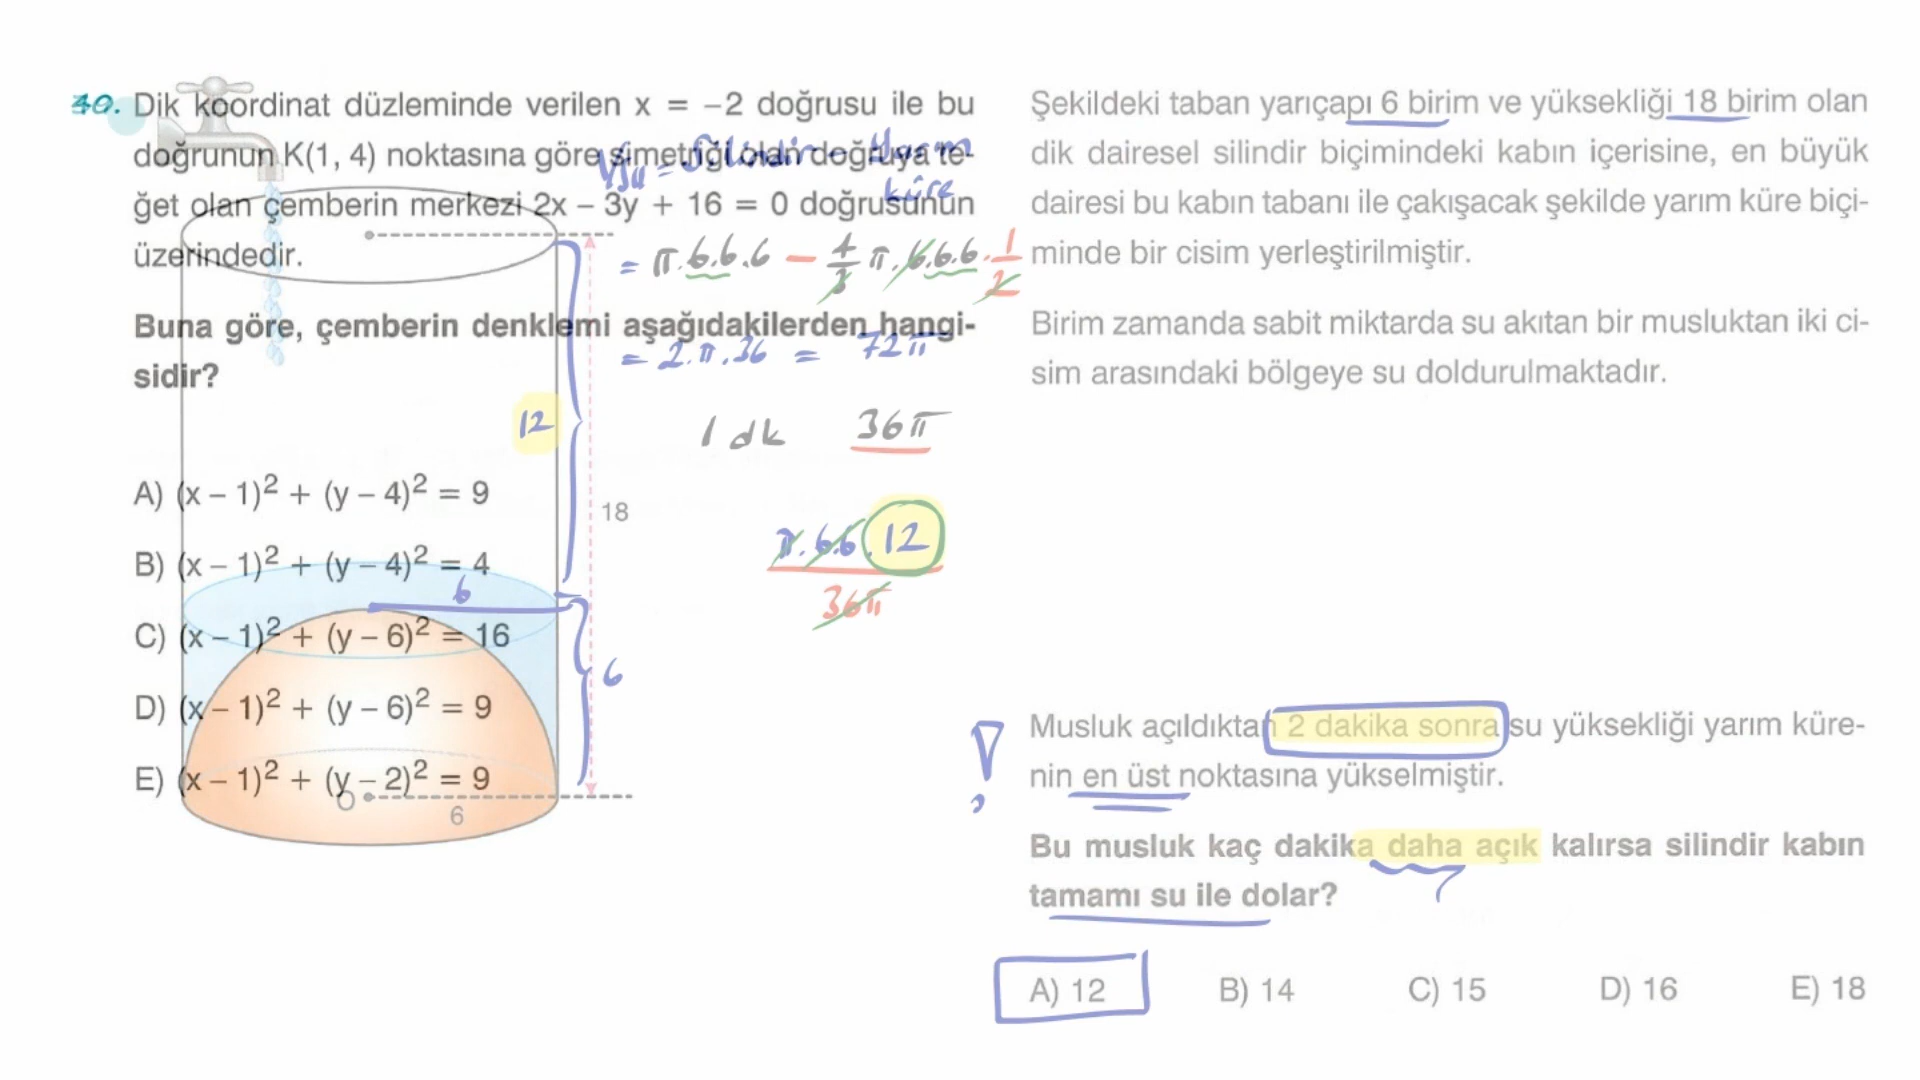 40. Dik koordinat düzleminde verilen x = −2 doğrusu ile bu
doğrunun K(1, 4) noktasına göre simetriği olan doğruya te-
ğet olan çemberin merkezi 2x − 3y + 16 = 0 doğrusunun
üzerindedir.
Buna göre, çemberin denklemi aşağıdakilerden hangi-
sidir?
A) (x − 1)² + (y − 4)² = 9
B) (x − 1)² + (y − 4)² = 4
C) (x − 1)² + (y − 6)² = 16
D) (x − 1)² + (y − 6)² = 9
E) (x − 1)² + (y − 2)² = 9
12
18
6
6
O
6
Vsu = Silindir − Yarım
küre
= π.6.6.6 − 4/3 π.6.6.6.1/2
= 2.π.36 = 72π
1 dk 36π
π.6.6.12
36π
Şekildeki taban yarıçapı 6 birim ve yüksekliği 18 birim olan
dik dairesel silindir biçimindeki kabın içerisine, en büyük
dairesi bu kabın tabanı ile çakışacak şekilde yarım küre biçi-
minde bir cisim yerleştirilmiştir.
Birim zamanda sabit miktarda su akıtan bir musluktan iki ci-
sim arasındaki bölgeye su doldurulmaktadır.
Musluk açıldıktan 2 dakika sonra su yüksekliği yarım küre-
nin en üst noktasına yükselmiştir.
Bu musluk kaç dakika daha açık kalırsa silindir kabın
tamamı su ile dolar?
A) 12 B) 14 C) 15 D) 16 E) 18